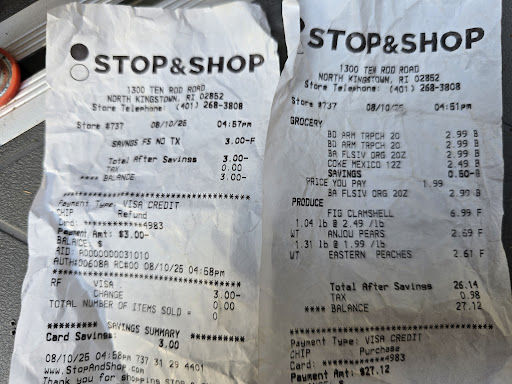 STOP&SHOP
1300 TEN ROD ROAD
NORTH KINGSTOWN, RI 02852
Store Telephone: (401) 268-3808
Store #737 08/10/25 04:57pm
SAVNGS FS NO TX 3.00-F
Total After Savings 3.00-
TAX 0.00
**** BALANCE 3.00-
Payment Type: VISA CREDIT
CHIP Refund
Crd: ************4983
Payment Amt: $3.00-
BALANCE $
AID: A0000000031010
AUTH#00608A RC#00 08/10/25 04:58pm
RF VISA 3.00-
CHANGE 0.00
TOTAL NUMBER OF ITEMS SOLD = 0
SAVINGS SUMMARY
Card Savings: 3.00
08/10/25 04:58pm 737 31 29 4401
www.StopAndShop.com
Thank you for shopping STOP &
STOP&SHOP
1300 TEN ROD ROAD
NORTH KINGSTOWN, RI 02852
Store Telephone: (401) 268-3808
Store #737 08/10/25 04:51pm
GROCERY
BD ARM TRPCH 20 2.99 B
BD ARM TRPCH 20 2.99 B
BA FLSIV ORG 20Z 2.99 B
COKE MEXICO 12Z 2.49 B
SAVINGS 0.50-B
PRICE YOU PAY 1.99
BA FLSIV ORG 20Z 2.99 B
PRODUCE
FIG CLAMSHELL 6.99 F
1.04 lb @ 2.49 /lb
WT ANJOU PEARS 2.59 F
1.31 lb @ 1.99 /lb
WT EASTERN PEACHES 2.61 F
Total After Savings 26.14
TAX 0.98
**** BALANCE 27.12
Payment Type: VISA CREDIT
CHIP Purchase
Card: ************4983
Payment Amt: $27.12